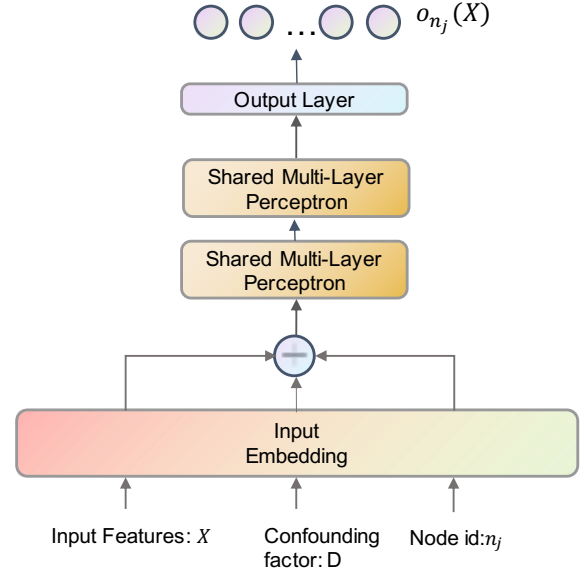 ... o_{n_j}(X)
Output Layer
Shared Multi-Layer
Perceptron
Shared Multi-Layer
Perceptron
+
Input
Embedding
Input Features: X
Confounding
factor: D
Node id:n_j